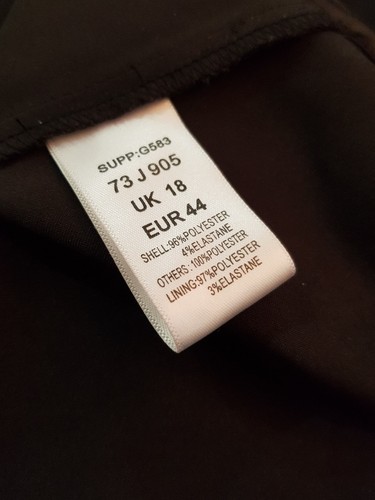 SUPP:G583
73 J 905
UK 18
EUR 44
SHELL:96%POLYESTER
4%ELASTANE
OTHERS:100%POLYESTER
LINING:97%POLYESTER
3%ELASTANE